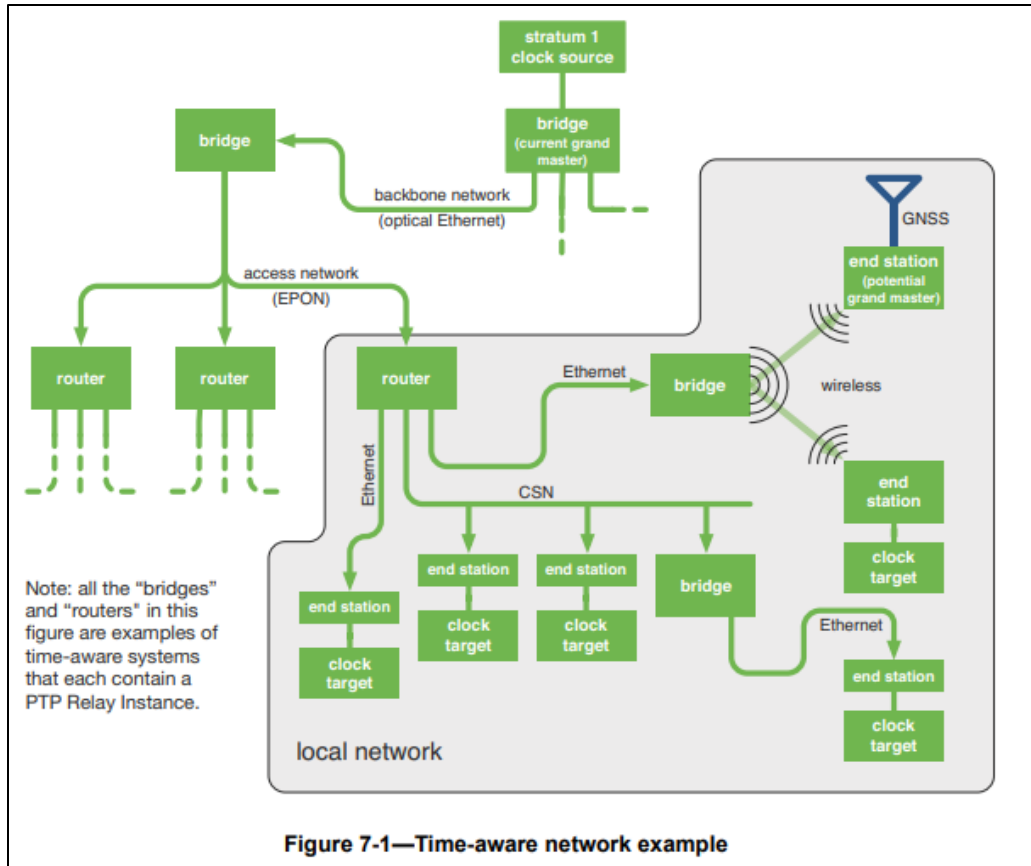 stratum 1
clock source
bridge
bridge
(current grand
master)
backbone network
(optical Ethernet)
GNSS
end station
(potential
grand master)
access network
(EPON)
router
router
router
Ethernet
bridge
wireless
Ethernet
CSN
end
station
clock
target
end station
clock
target
end station
clock
target
bridge
end station
clock
target
Ethernet
end station
clock
target
Note: all the “bridges”
and “routers" in this
figure are examples of
time-aware systems
that each contain a
PTP Relay Instance.
local network
Figure 7-1—Time-aware network example